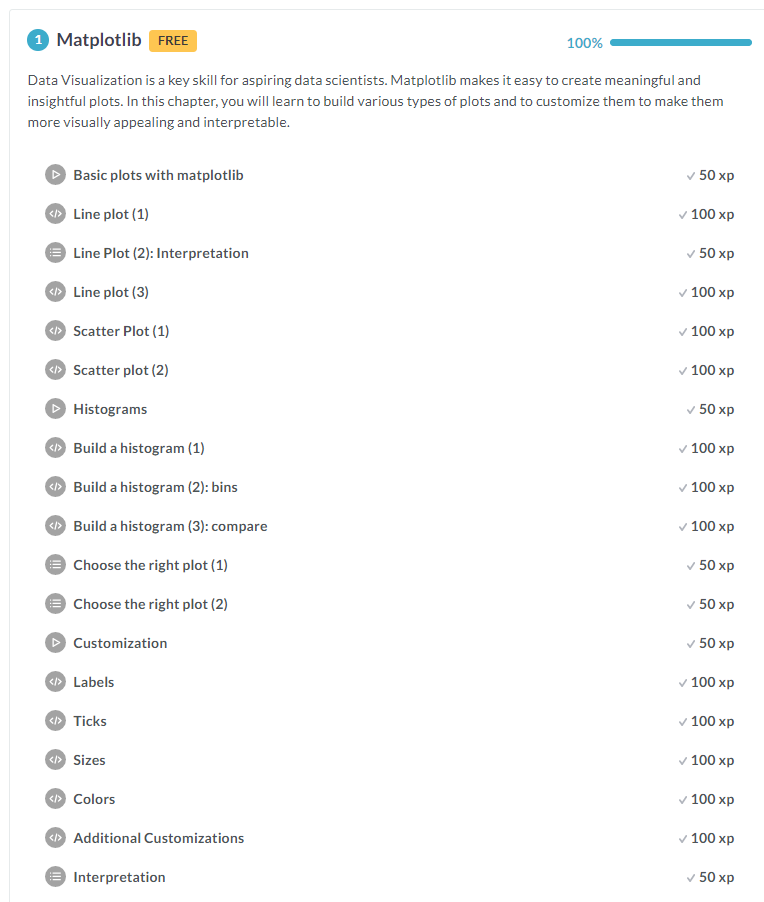 1 Matplotlib FREE 100%
Data Visualization is a key skill for aspiring data scientists. Matplotlib makes it easy to create meaningful and
insightful plots. In this chapter, you will learn to build various types of plots and to customize them to make them
more visually appealing and interpretable.
Basic plots with matplotlib 50 xp
Line plot (1) 100 xp
Line Plot (2): Interpretation 50 xp
Line plot (3) 100 xp
Scatter Plot (1) 100 xp
Scatter plot (2) 100 xp
Histograms 50 xp
Build a histogram (1) 100 xp
Build a histogram (2): bins 100 xp
Build a histogram (3): compare 100 xp
Choose the right plot (1) 50 xp
Choose the right plot (2) 50 xp
Customization 50 xp
Labels 100 xp
Ticks 100 xp
Sizes 100 xp
Colors 100 xp
Additional Customizations 100 xp
Interpretation 50 xp